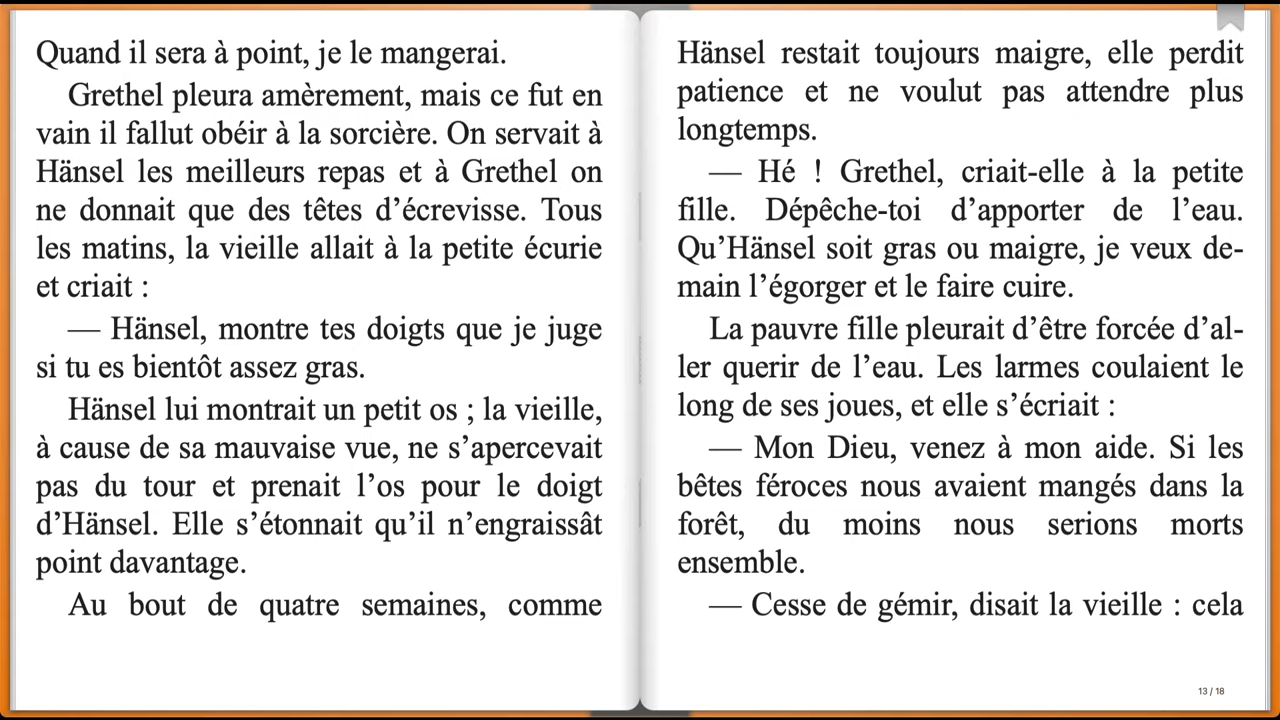 Quand il sera à point, je le mangerai.
Grethel pleura amèrement, mais ce fut en
vain il fallut obéir à la sorcière. On servait à
Hänsel les meilleurs repas et à Grethel on
ne donnait que des têtes d’écrevisse. Tous
les matins, la vieille allait à la petite écurie
et criait :
— Hänsel, montre tes doigts que je juge
si tu es bientôt assez gras.
Hänsel lui montrait un petit os ; la vieille,
à cause de sa mauvaise vue, ne s’apercevait
pas du tour et prenait l’os pour le doigt
d’Hänsel. Elle s’étonnait qu’il n’engraissât
point davantage.
Au bout de quatre semaines, comme
Hänsel restait toujours maigre, elle perdit
patience et ne voulut pas attendre plus
longtemps.
— Hé ! Grethel, criait-elle à la petite
fille. Dépêche-toi d’apporter de l’eau.
Qu’Hänsel soit gras ou maigre, je veux de-
main l’égorger et le faire cuire.
La pauvre fille pleurait d’être forcée d’al-
ler querir de l’eau. Les larmes coulaient le
long de ses joues, et elle s’écriait :
— Mon Dieu, venez à mon aide. Si les
bêtes féroces nous avaient mangés dans la
forêt, du moins nous serions morts
ensemble.
— Cesse de gémir, disait la vieille : cela
13 / 18